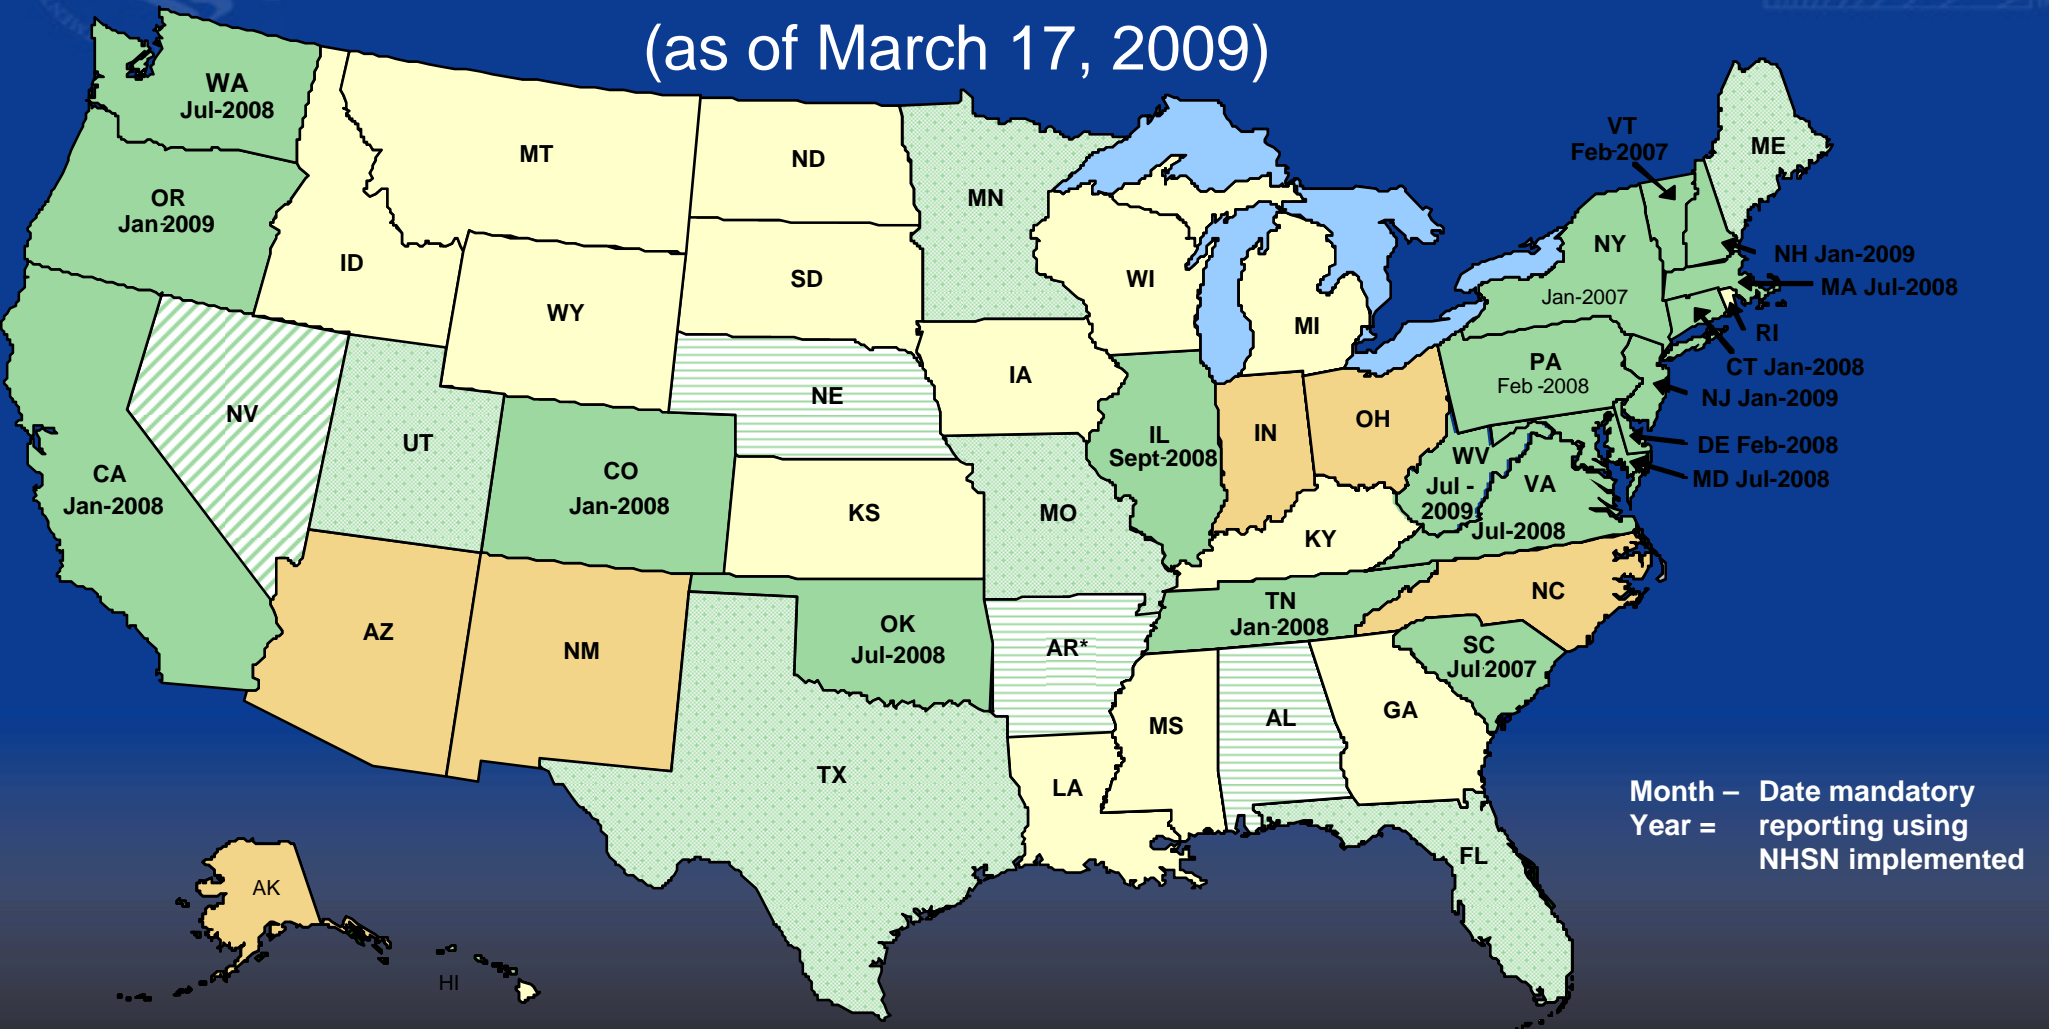 (as of March 17, 2009)
WA
Jul-2008
MT
ND
MN
VT
Feb-2007
ME
OR
Jan-2009
ID
WY
SD
WI
MI
NY
Jan-2007
NH Jan-2009
MA Jul-2008
RI
CT Jan-2008
NJ Jan-2009
PA
Feb -2008
DE Feb-2008
MD Jul-2008
NV
UT
NE
IA
IL
Sept-2008
IN
OH
WV
Jul -
2009
VA
Jul-2008
CA
Jan-2008
CO
Jan-2008
KS
MO
KY
TN
Jan-2008
NC
SC
Jul-2007
AZ
NM
OK
Jul-2008
AR*
TX
LA
MS
AL
GA
FL
AK
HI
Month – Date mandatory
Year = reporting using
NHSN implemented